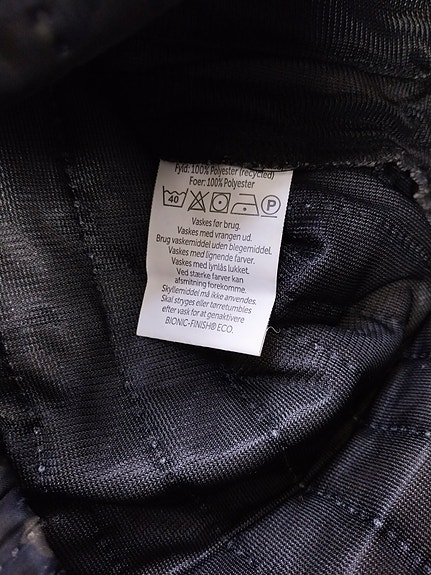 Fyld: 100% Polyester (recycled)
Foer: 100% Polyester
40 P
Vaskes før brug.
Vaskes med vrangen ud.
Brug vaskemiddel uden blegemiddel.
Vaskes med lignende farver.
Vaskes med lynlås lukket.
Ved stærke farver kan
afsmitning forekomme.
Skyllemiddel må ikke anvendes.
Skal stryges eller tørretumbles
efter vask for at genaktivere
BIONIC-FINISH® ECO.